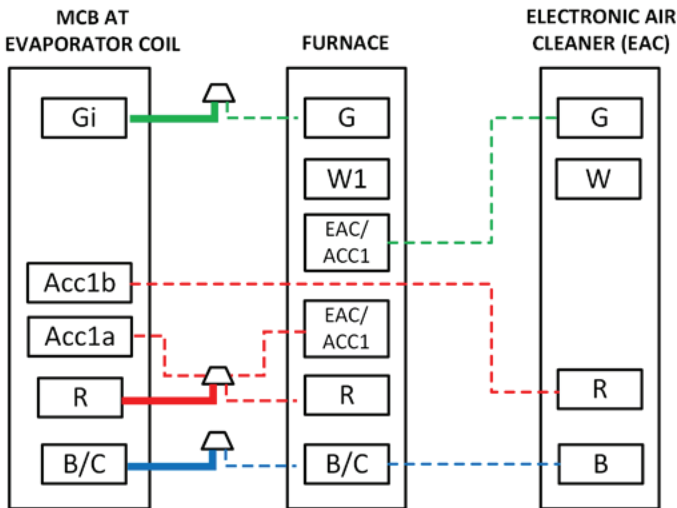 MCB AT
EVAPORATOR COIL
FURNACE
ELECTRONIC AIR
CLEANER (EAC)
Gi
G
G
W1
W
EAC/
ACC1
Acc1b
Acc1a
EAC/
ACC1
R
R
R
B/C
B/C
B